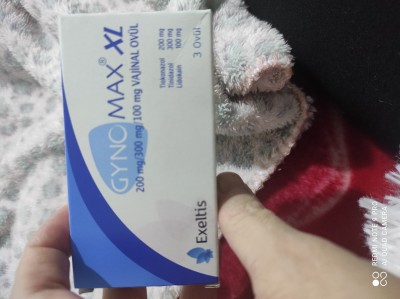 GYNOMAX® XL
200 mg/300 mg/100 mg VAJİNAL OVÜL
Tiokonazol 200 mg
Tinidazol 300 mg
Lidokain 100 mg
3 Ovül
Exeltis